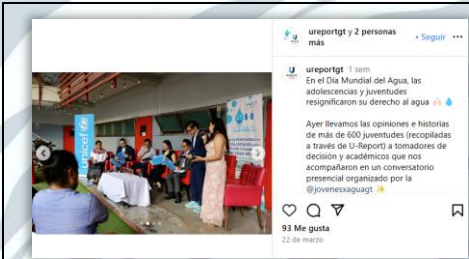 ureportgt y 2 personas
más
• Seguir •••
ureportgt 1 sem
En el Día Mundial del Agua, las
adolescencias y juventudes
resignificaron su derecho al agua 🙌🏻 💧
Ayer llevamos las opiniones e historias
de más de 600 juventudes (recopiladas
a través de U-Report) a tomadores de
decisión y académicos que nos
acompañaron en un conversatorio
presencial organizado por la
@jovenesxaguagt ✨
93 Me gusta
22 de marzo
unicef